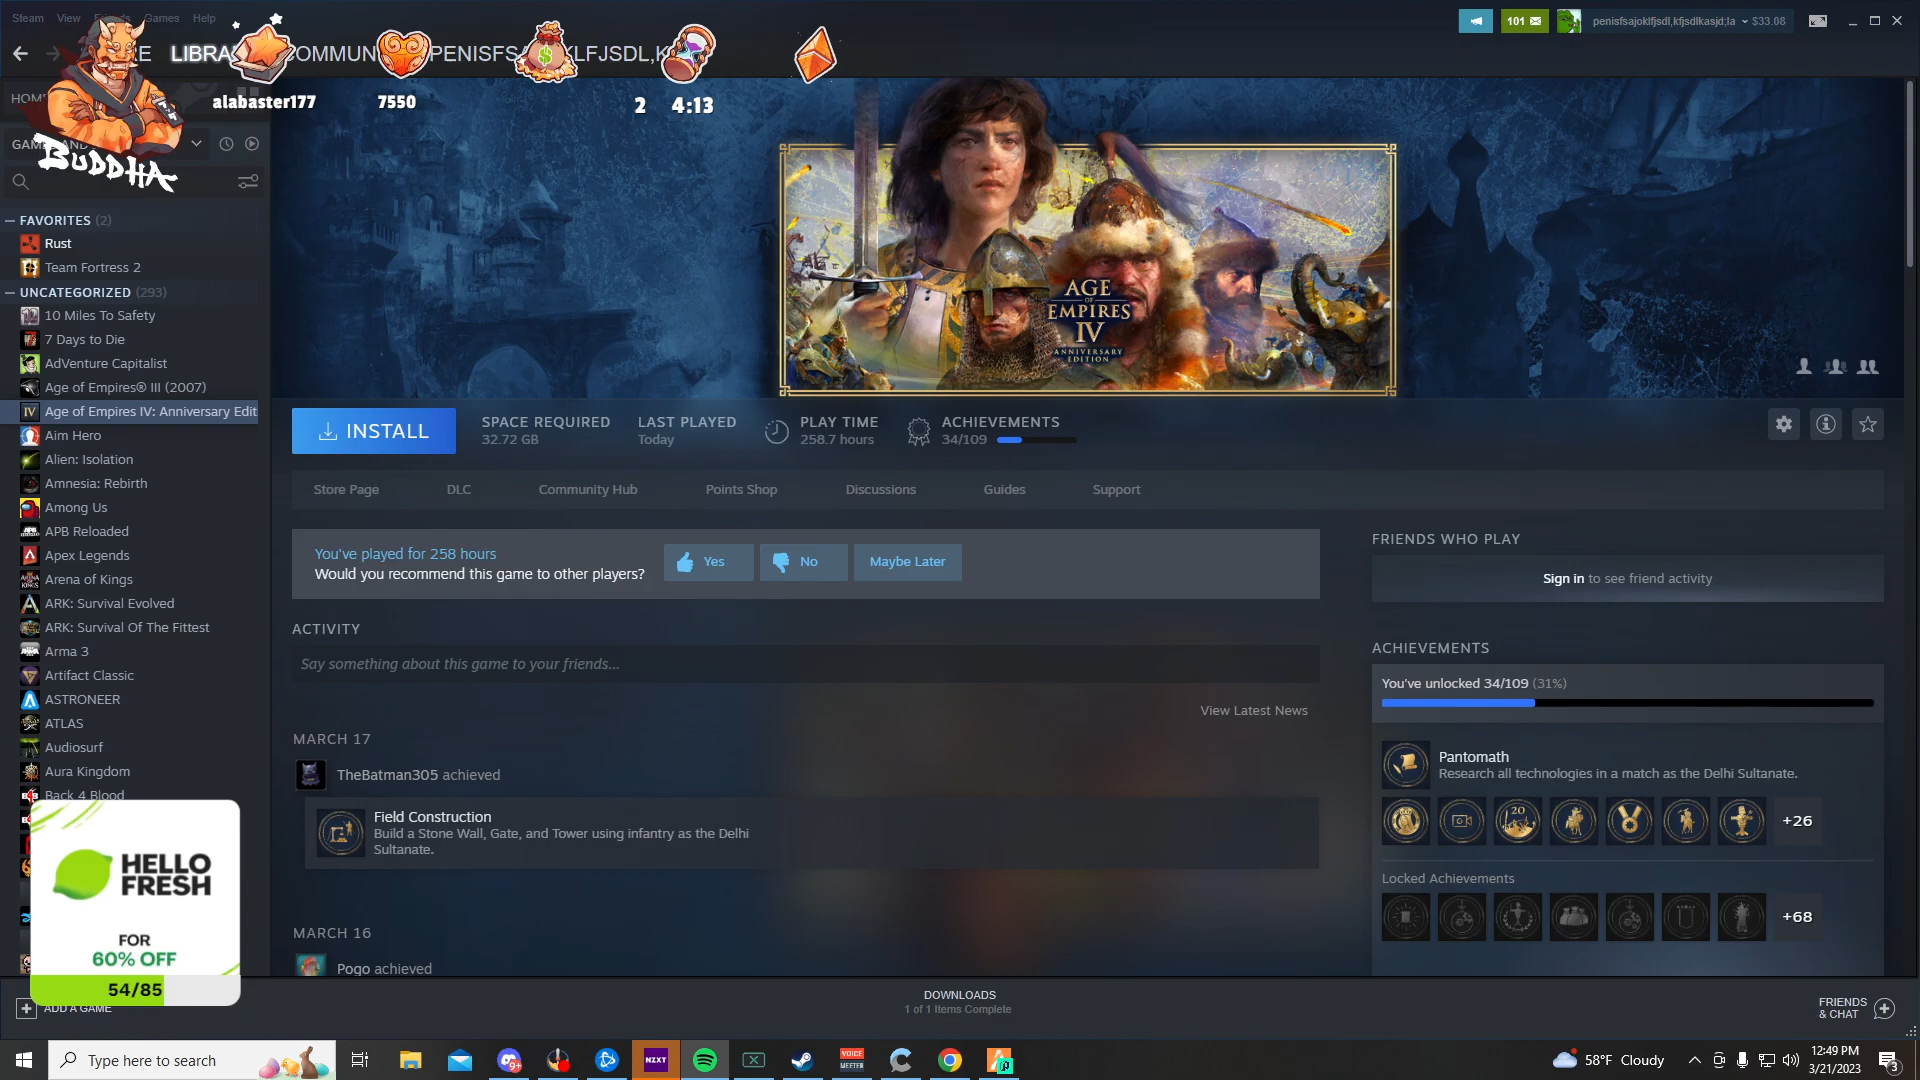 Steam View Friends Games Help
101
penisfsajoklfjsdl,kfjsdlkasjd;la $33.08
LIBRA
COMMUN
PENISFS
KLFJSDL,K
alabaster177
7550
2 4:13
HOM
BUDDHA
FAVORITES (2)
Rust
Team Fortress 2
UNCATEGORIZED (293)
10 Miles To Safety
7 Days to Die
AdVenture Capitalist
Age of Empires® III (2007)
IV Age of Empires IV: Anniversary Edit
Aim Hero
Alien: Isolation
Amnesia: Rebirth
Among Us
APB Reloaded
Apex Legends
Arena of Kings
ARK: Survival Evolved
ARK: Survival Of The Fittest
Arma 3
Artifact Classic
ASTRONEER
ATLAS
Audiosurf
Aura Kingdom
Back 4 Blood
HELLO
FRESH
FOR
60% OFF
54/85
ADD A GAME
AGE
OF
EMPIRES
IV
ANNIVERSARY
EDITION
INSTALL
SPACE REQUIRED
32.72 GB
LAST PLAYED
Today
PLAY TIME
258.7 hours
ACHIEVEMENTS
34/109
Store Page DLC Community Hub Points Shop Discussions Guides Support
You've played for 258 hours
Would you recommend this game to other players?
Yes
No
Maybe Later
ACTIVITY
Say something about this game to your friends...
View Latest News
MARCH 17
TheBatman305 achieved
Field Construction
Build a Stone Wall, Gate, and Tower using infantry as the Delhi
Sultanate.
MARCH 16
Pogo achieved
FRIENDS WHO PLAY
Sign in to see friend activity
ACHIEVEMENTS
You've unlocked 34/109 (31%)
Pantomath
Research all technologies in a match as the Delhi Sultanate.
20
+26
Locked Achievements
+68
DOWNLOADS
1 of 1 Items Complete
FRIENDS
& CHAT
Type here to search
9+
NZXT
VOICE
MEETER
58°F Cloudy
12:49 PM
3/21/2023
3